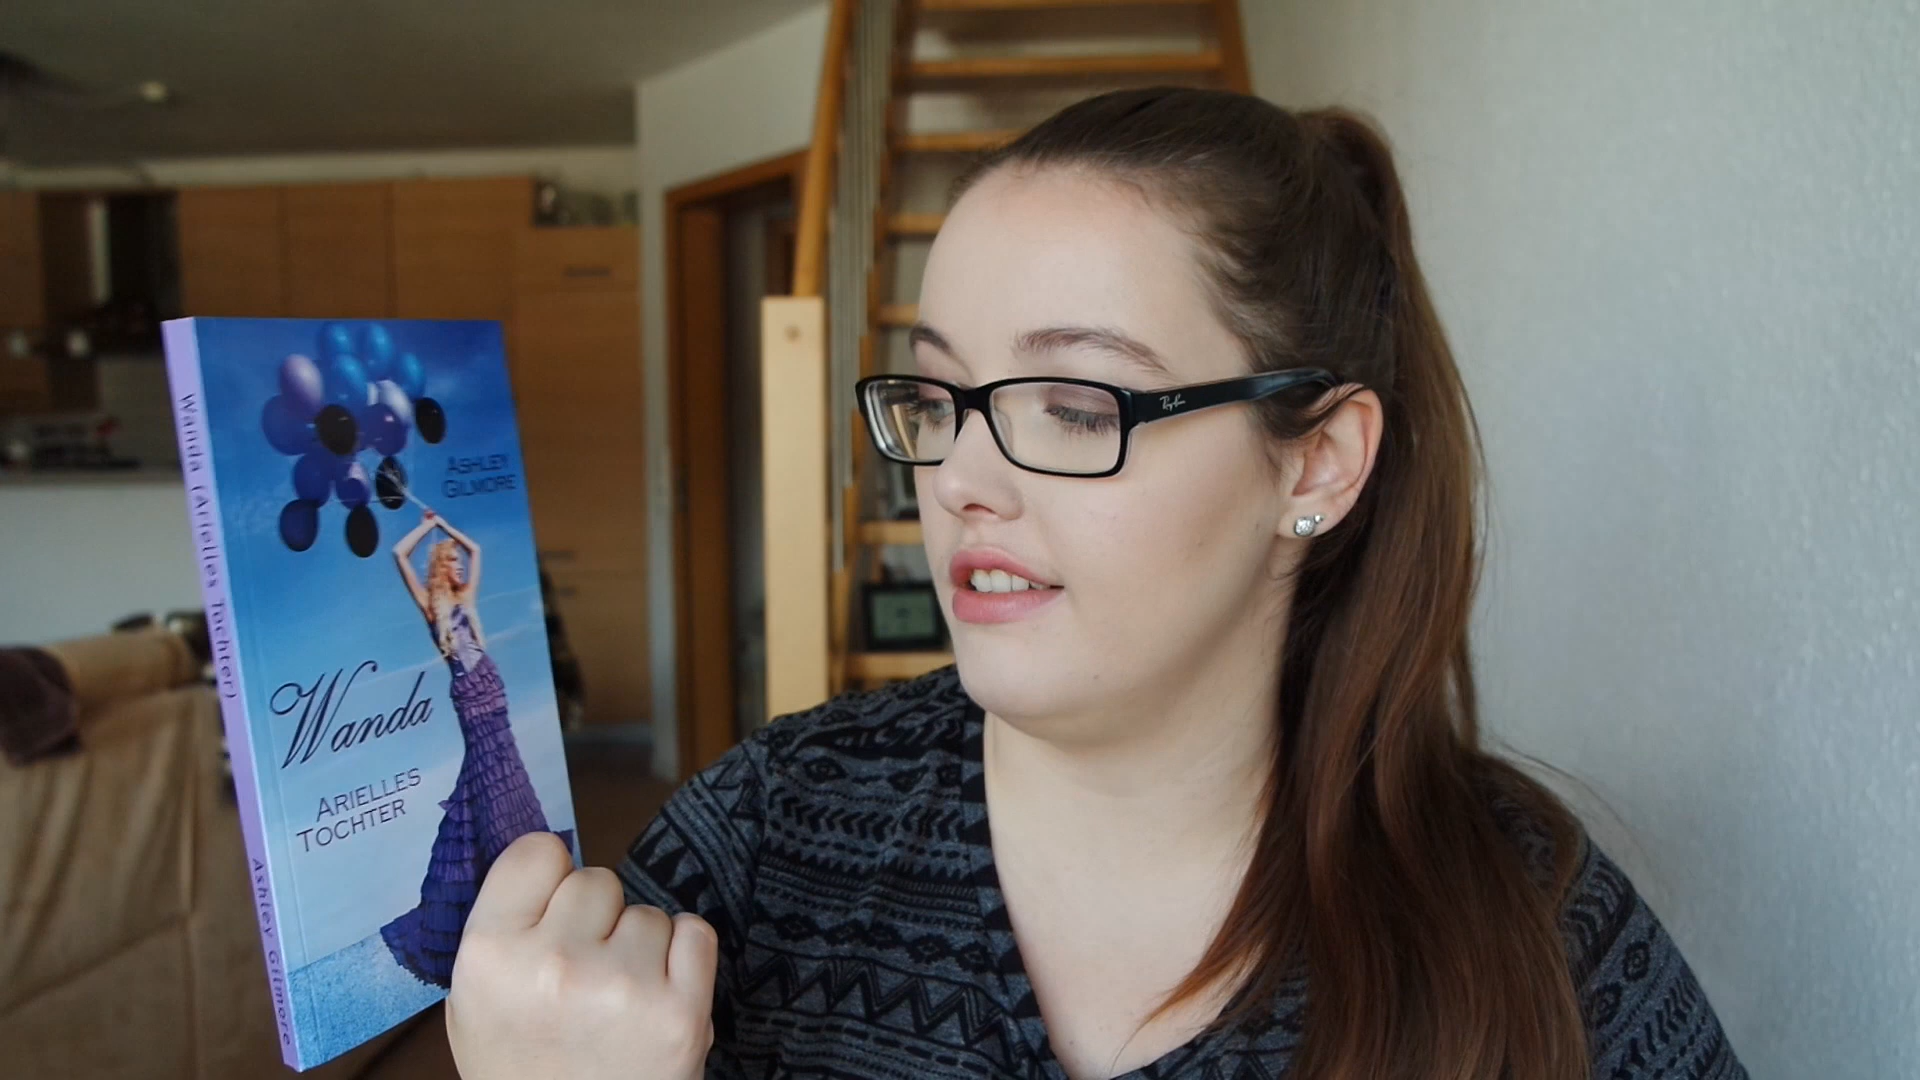 Wanda (Arielles Tochter)
Ashley Gilmore
ASHLEY
GILMORE
Wanda
ARIELLES
TOCHTER
Ray-Ban